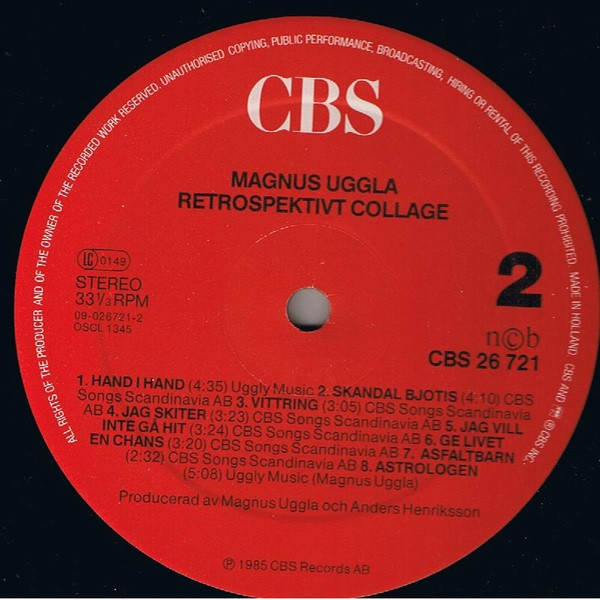 ALL RIGHTS OF THE PRODUCER AND OF THE OWNER OF THE RECORDED WORK RESERVED. UNAUTHORISED COPYING, PUBLIC PERFORMANCE, BROADCASTING, HIRING OR RENTAL OF THIS RECORDING PROHIBITED. MADE IN HOLLAND. CBS AND ® CBS INC.
CBS
MAGNUS UGGLA
RETROSPEKTIVT COLLAGE
LC 0149
STEREO
33⅓ RPM
09-026721-2
OSCL 1345
2
n©b
CBS 26 721
1. HAND I HAND (4:35) Uggly Music 2. SKANDAL BJOTIS (4:10) CBS
Songs Scandinavia AB 3. VITTRING (3:05) CBS Songs Scandinavia
AB 4. JAG SKITER (3:23) CBS Songs Scandinavia AB 5. JAG VILL
INTE GÅ HIT (3:24) CBS Songs Scandinavia AB 6. GE LIVET
EN CHANS (3:20) CBS Songs Scandinavia AB 7. ASFALTBARN
(2:32) CBS Songs Scandinavia AB 8. ASTROLOGEN
(5:08) Uggly Music (Magnus Uggla)
Producerad av Magnus Uggla och Anders Henriksson
℗ 1985 CBS Records AB